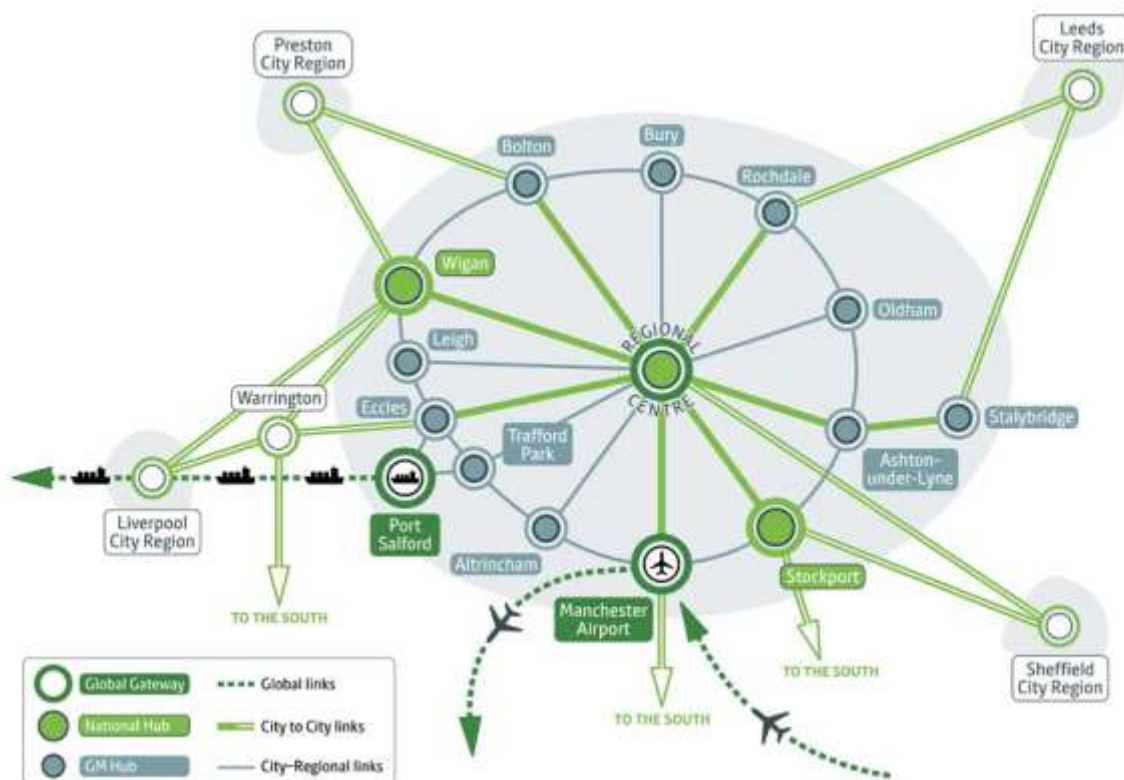 Preston
City Region
Leeds
City Region
Bolton
Bury
Rochdale
Wigan
Oldham
REGIONAL
CENTRE
Leigh
Warrington
Eccles
Trafford
Park
Stalybridge
Ashton-
under-Lyne
Liverpool
City Region
Port
Salford
Altrincham
Stockport
Manchester
Airport
TO THE SOUTH
TO THE SOUTH
TO THE SOUTH
Sheffield
City Region
Global Gateway
Global links
National Hub
City to City links
GM Hub
City-Regional links